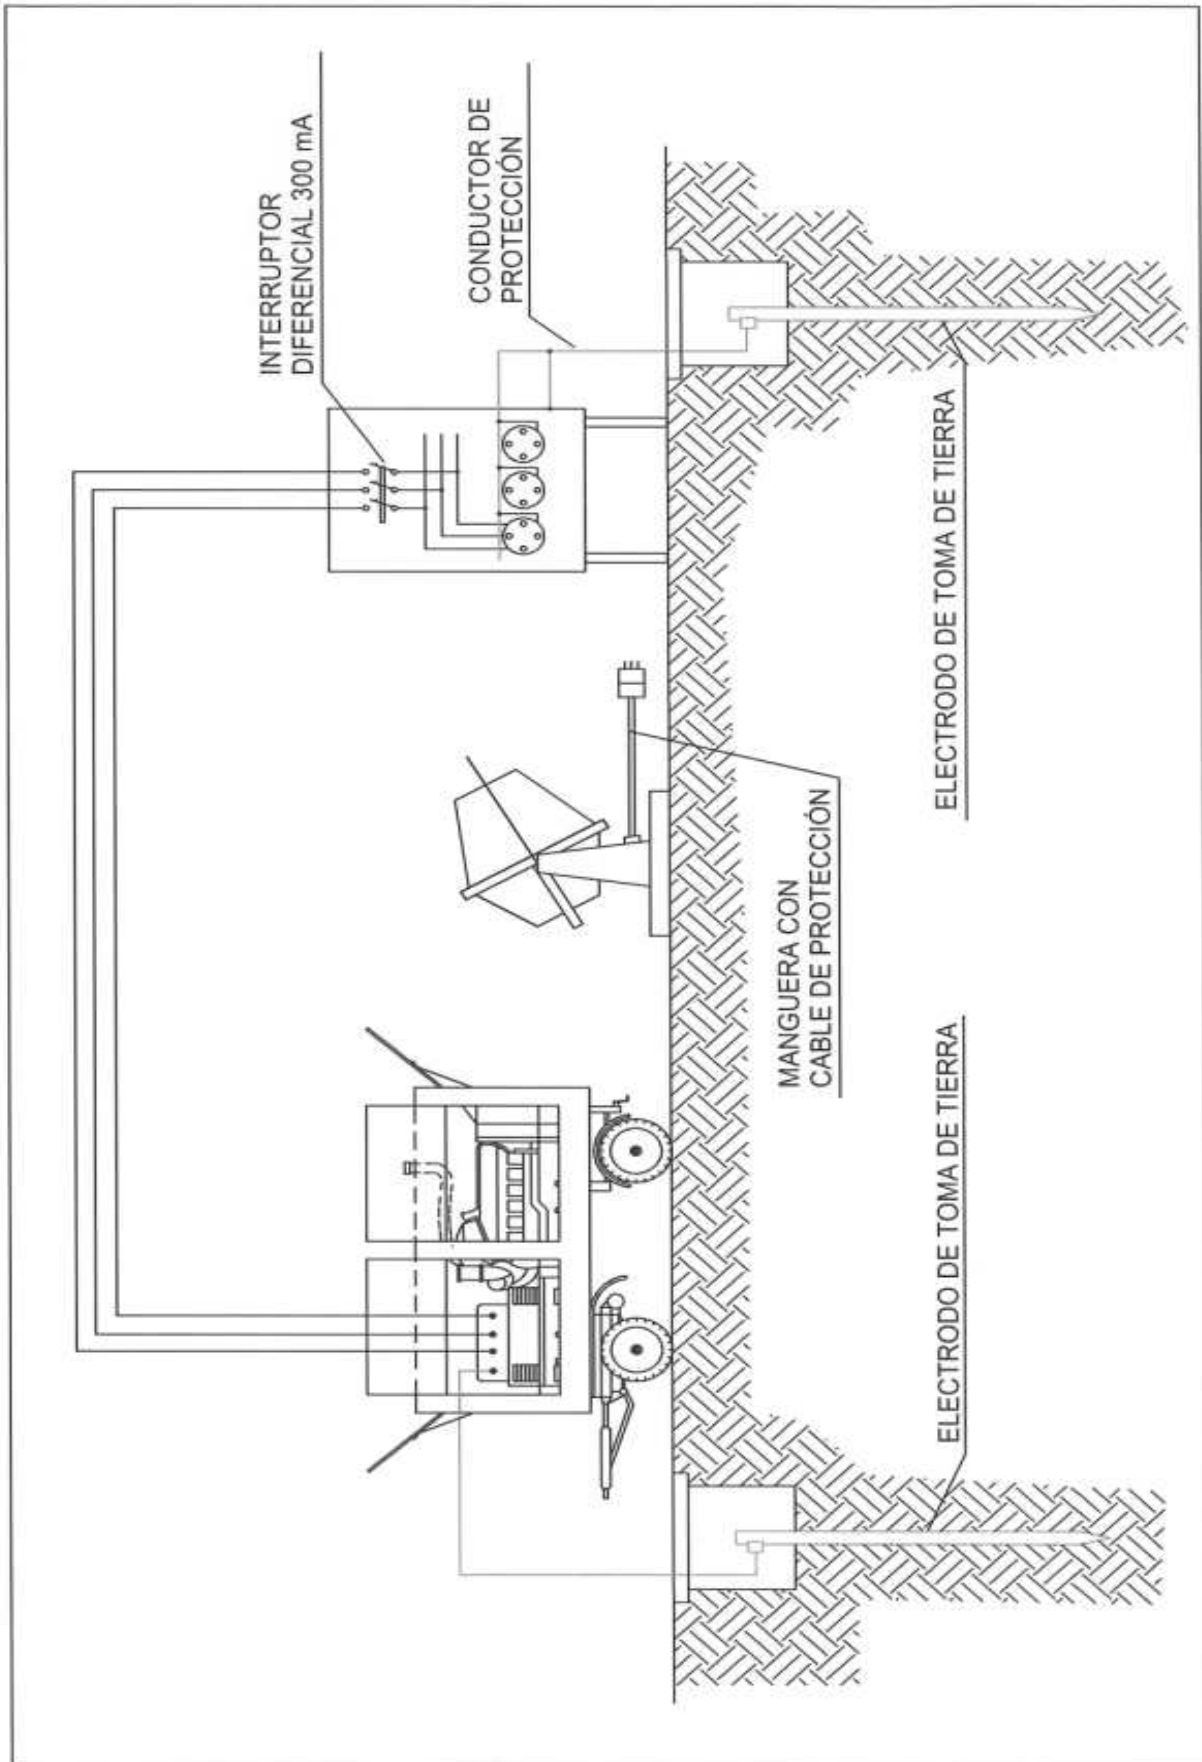 INTERRUPTOR
DIFERENCIAL 300 mA
CONDUCTOR DE
PROTECCIÓN
MANGUERA CON
CABLE DE PROTECCIÓN
ELECTRODO DE TOMA DE TIERRA
ELECTRODO DE TOMA DE TIERRA